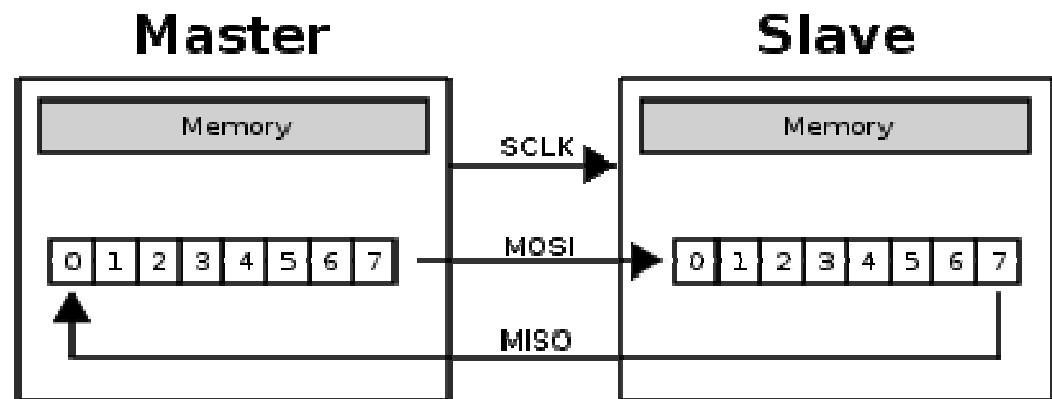 Master Slave
Memory Memory
SCLK
0 1 2 3 4 5 6 7 MOSI 0 1 2 3 4 5 6 7
MISO